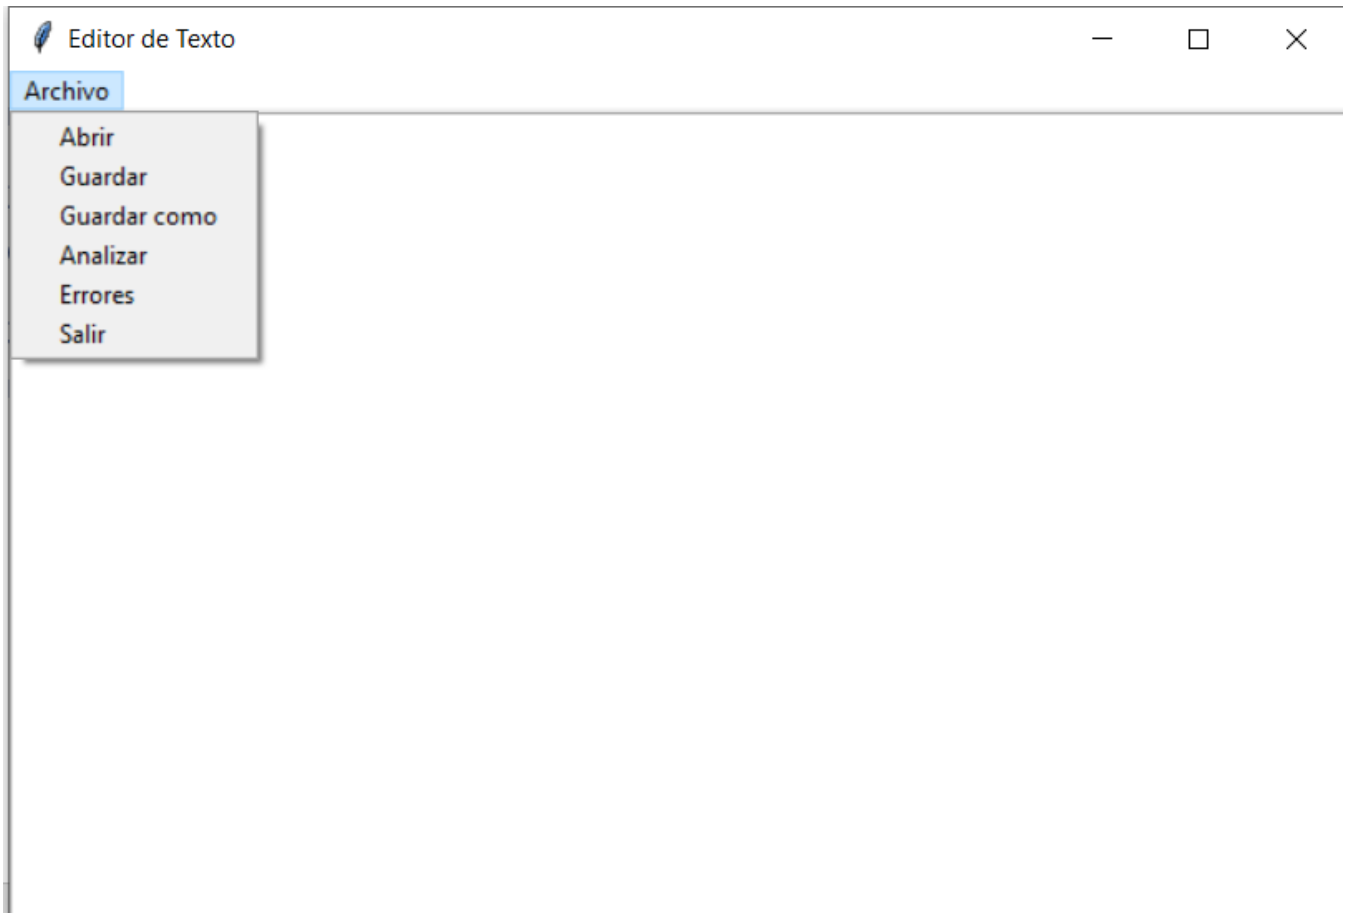 Editor de Texto
Archivo
Abrir
Guardar
Guardar como
Analizar
Errores
Salir